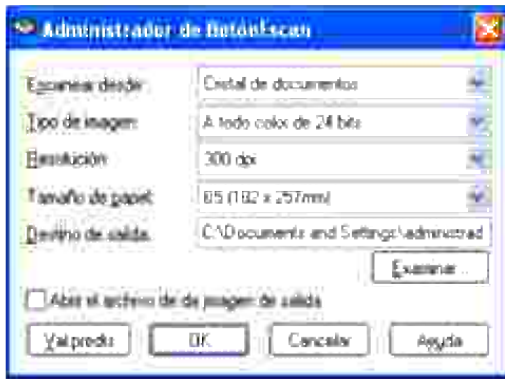 Administrador de BotónEscan
Escanear desde: Cristal de documentos
Tipo de imagen: A todo color de 24 bits
Resolución: 300 dpi
Tamaño de papel: B5 (182 x 257mm)
Destino de salida: C:\Documents and Settings\administrad
Examinar...
Abrir el archivo de de imagen de salida
Val.predts OK Cancelar Ayuda